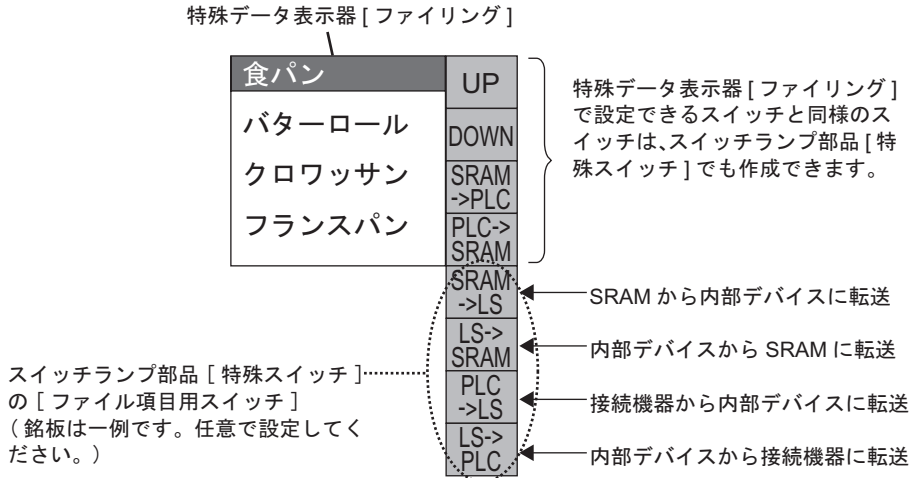 特殊データ表示器 [ ファイリング ]
食パン
バターロール
クロワッサン
フランスパン
UP
DOWN
SRAM
->PLC
PLC->
SRAM
SRAM
->LS
LS->
SRAM
PLC
->LS
LS->
PLC
特殊データ表示器 [ ファイリング ]
で設定できるスイッチと同様のス
イッチは、スイッチランプ部品 [ 特
殊スイッチ ] でも作成できます。
SRAM から内部デバイスに転送
内部デバイスから SRAM に転送
接続機器から内部デバイスに転送
内部デバイスから接続機器に転送
スイッチランプ部品 [ 特殊スイッチ ]
の [ ファイル項目用スイッチ ]
( 銘板は一例です。任意で設定してく
ださい。)